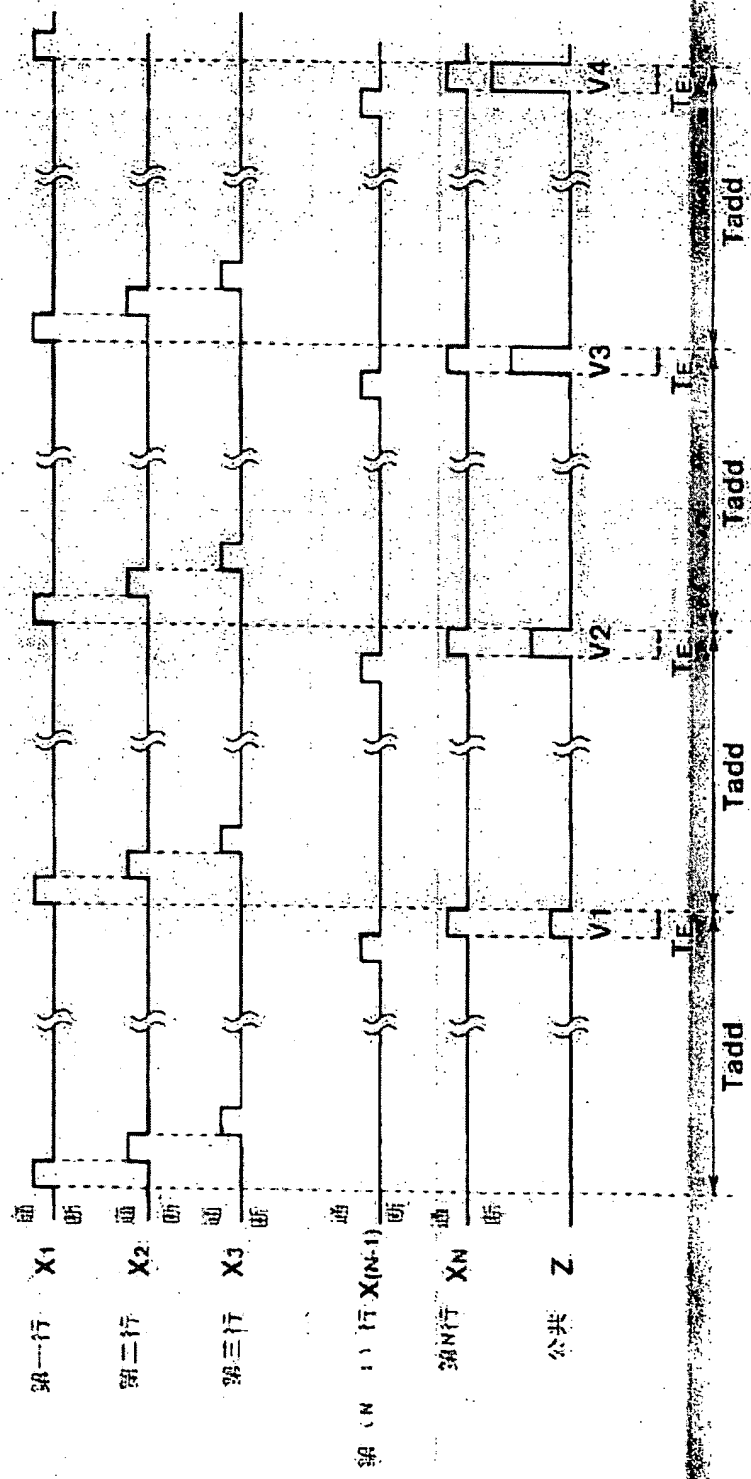 第一行 X1 通 断
第二行 X2 通 断
第三行 X3 通 断
第(N-1)行 X(N-1) 通 断
第N行 XN 通 断
公共 Z
V1 V2 V3 V4
TE TE TE TE
Tadd Tadd Tadd Tadd